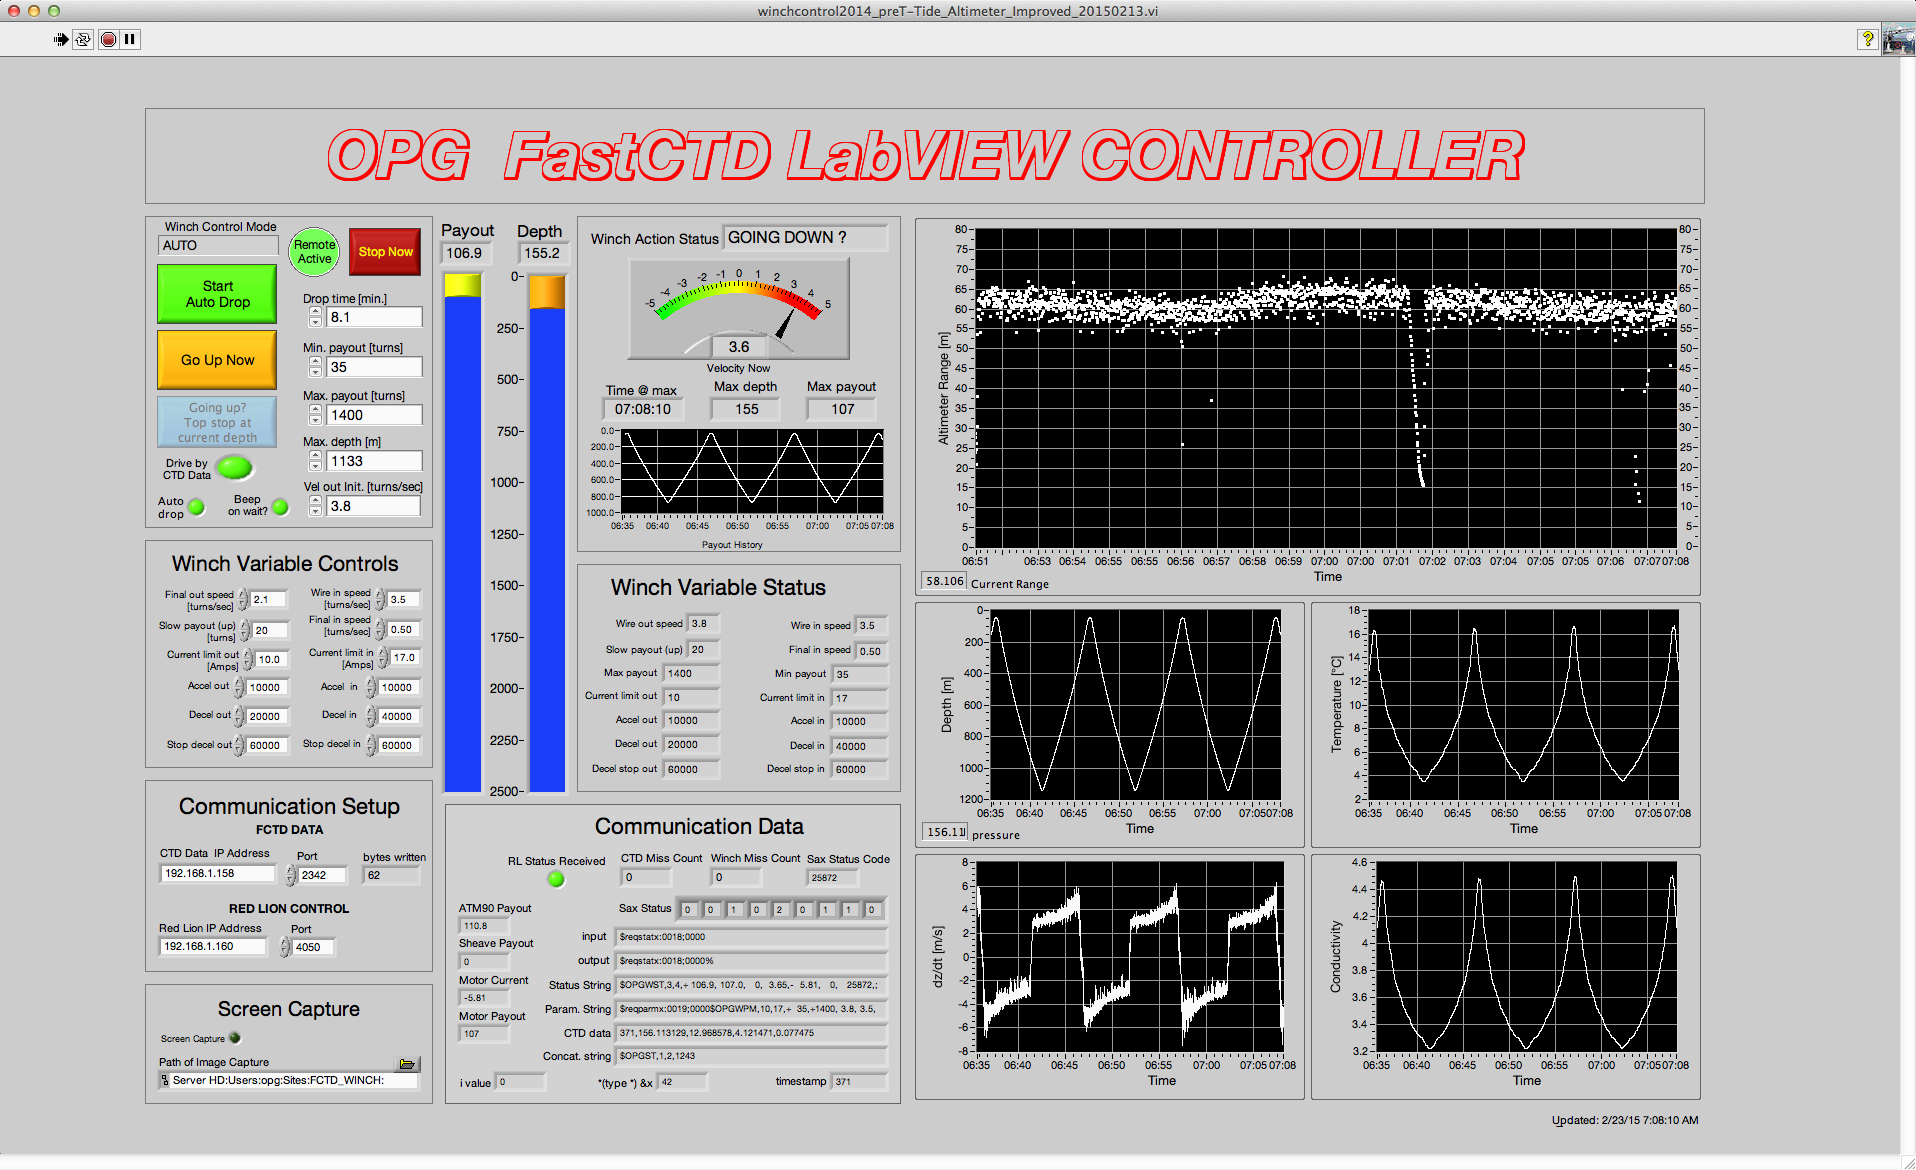 winchcontrol2014_preT-Tide_Altimeter_Improved_20150213.vi
?
OPG FastCTD LabVIEW CONTROLLER
Winch Control Mode
AUTO
Remote
Active
Stop Now
Start
Auto Drop
Go Up Now
Going up?
Top stop at
current depth
Drive by
CTD Data
Auto
drop
Beep
on wait?
Drop time [min.]
8.1
Min. payout [turns]
35
Max. payout [turns]
1400
Max. depth [m]
1133
Vel out Init. [turns/sec]
3.8
Winch Variable Controls
Final out speed
[turns/sec]
2.1
Wire in speed
[turns/sec]
3.5
Slow payout (up)
[turns]
20
Final in speed
[turns/sec]
0.50
Current limit out
[Amps]
10.0
Current limit in
[Amps]
17.0
Accel out 10000
Accel in 10000
Decel out 20000
Decel in 40000
Stop decel out 60000
Stop decel in 60000
Communication Setup
FCTD DATA
CTD Data IP Address
192.168.1.158
Port
2342
bytes written
62
RED LION CONTROL
Red Lion IP Address
192.168.1.160
Port
4050
Screen Capture
Screen Capture
Path of Image Capture
Server HD:Users:opg:Sites:FCTD_WINCH:
Payout
106.9
Depth
155.2
0-
250-
500-
750-
1000-
1250-
1500-
1750-
2000-
2250-
2500-
Winch Action Status GOING DOWN ?
-5 -4 -3 -2 -1 0 1 2 3 4 5
3.6
Velocity Now
Time @ max
07:08:10
Max depth
155
Max payout
107
0.0-
200.0-
400.0-
600.0-
800.0-
1000.0-
06:35 06:40 06:45 06:50 06:55 07:00 07:05 07:08
Payout History
Winch Variable Status
Wire out speed 3.8
Wire in speed 3.5
Slow payout (up) 20
Final in speed 0.50
Max payout 1400
Min payout 35
Current limit out 10
Current limit in 17
Accel out 10000
Accel in 10000
Decel out 20000
Decel in 40000
Decel stop out 60000
Decel stop in 60000
Communication Data
RL Status Received
CTD Miss Count
0
Winch Miss Count
0
Sax Status Code
25872
Sax Status 0 0 1 0 2 0 1 1 0
ATM90 Payout
110.8
Sheave Payout
0
Motor Current
-5.81
Motor Payout
107
input $reqstatx:0018;0000
output $reqstatx:0018;0000%
Status String $OPGWST,3,4,+ 106.9, 107.0, 0, 3.65,- 5.81, 0, 25872,;
Param. String $reqparmx:0019;0000$OPGWPM,10,17,+ 35,+1400, 3.8, 3.5,
CTD data 371,156.113129,12.968578,4.121471,0.077475
Concat. string $OPGST,1,2,1243
i value 0
*(type *) &x 42
timestamp 371
Altimeter Range [m]
80-
75-
70-
65-
60-
55-
50-
45-
40-
35-
30-
25-
20-
15-
10-
5-
0-
80-
75-
70-
65-
60-
55-
50-
45-
40-
35-
30-
25-
20-
15-
10-
5-
0-
06:51 06:53 06:54 06:55 06:55 06:56 06:57 06:58 06:59 07:00 07:00 07:01 07:02 07:03 07:04 07:05 07:05 07:06 07:07 07:08
Time
58.106 Current Range
Depth [m]
0-
200-
400-
600-
800-
1000-
1200-
06:35 06:40 06:45 06:50 06:55 07:00 07:05 07:08
Time
156.11 pressure
Temperature [°C]
18-
16-
14-
12-
10-
8-
6-
4-
2-
06:35 06:40 06:45 06:50 06:55 07:00 07:05 07:08
Time
dz/dt [m/s]
8-
6-
4-
2-
0-
-2-
-4-
-6-
-8-
06:36 06:40 06:45 06:50 06:55 07:00 07:05 07:08
Time
Conductivity
4.6-
4.4-
4.2-
4-
3.8-
3.6-
3.4-
3.2-
06:35 06:40 06:45 06:50 06:55 07:00 07:05 07:08
Time
Updated: 2/23/15 7:08:10 AM